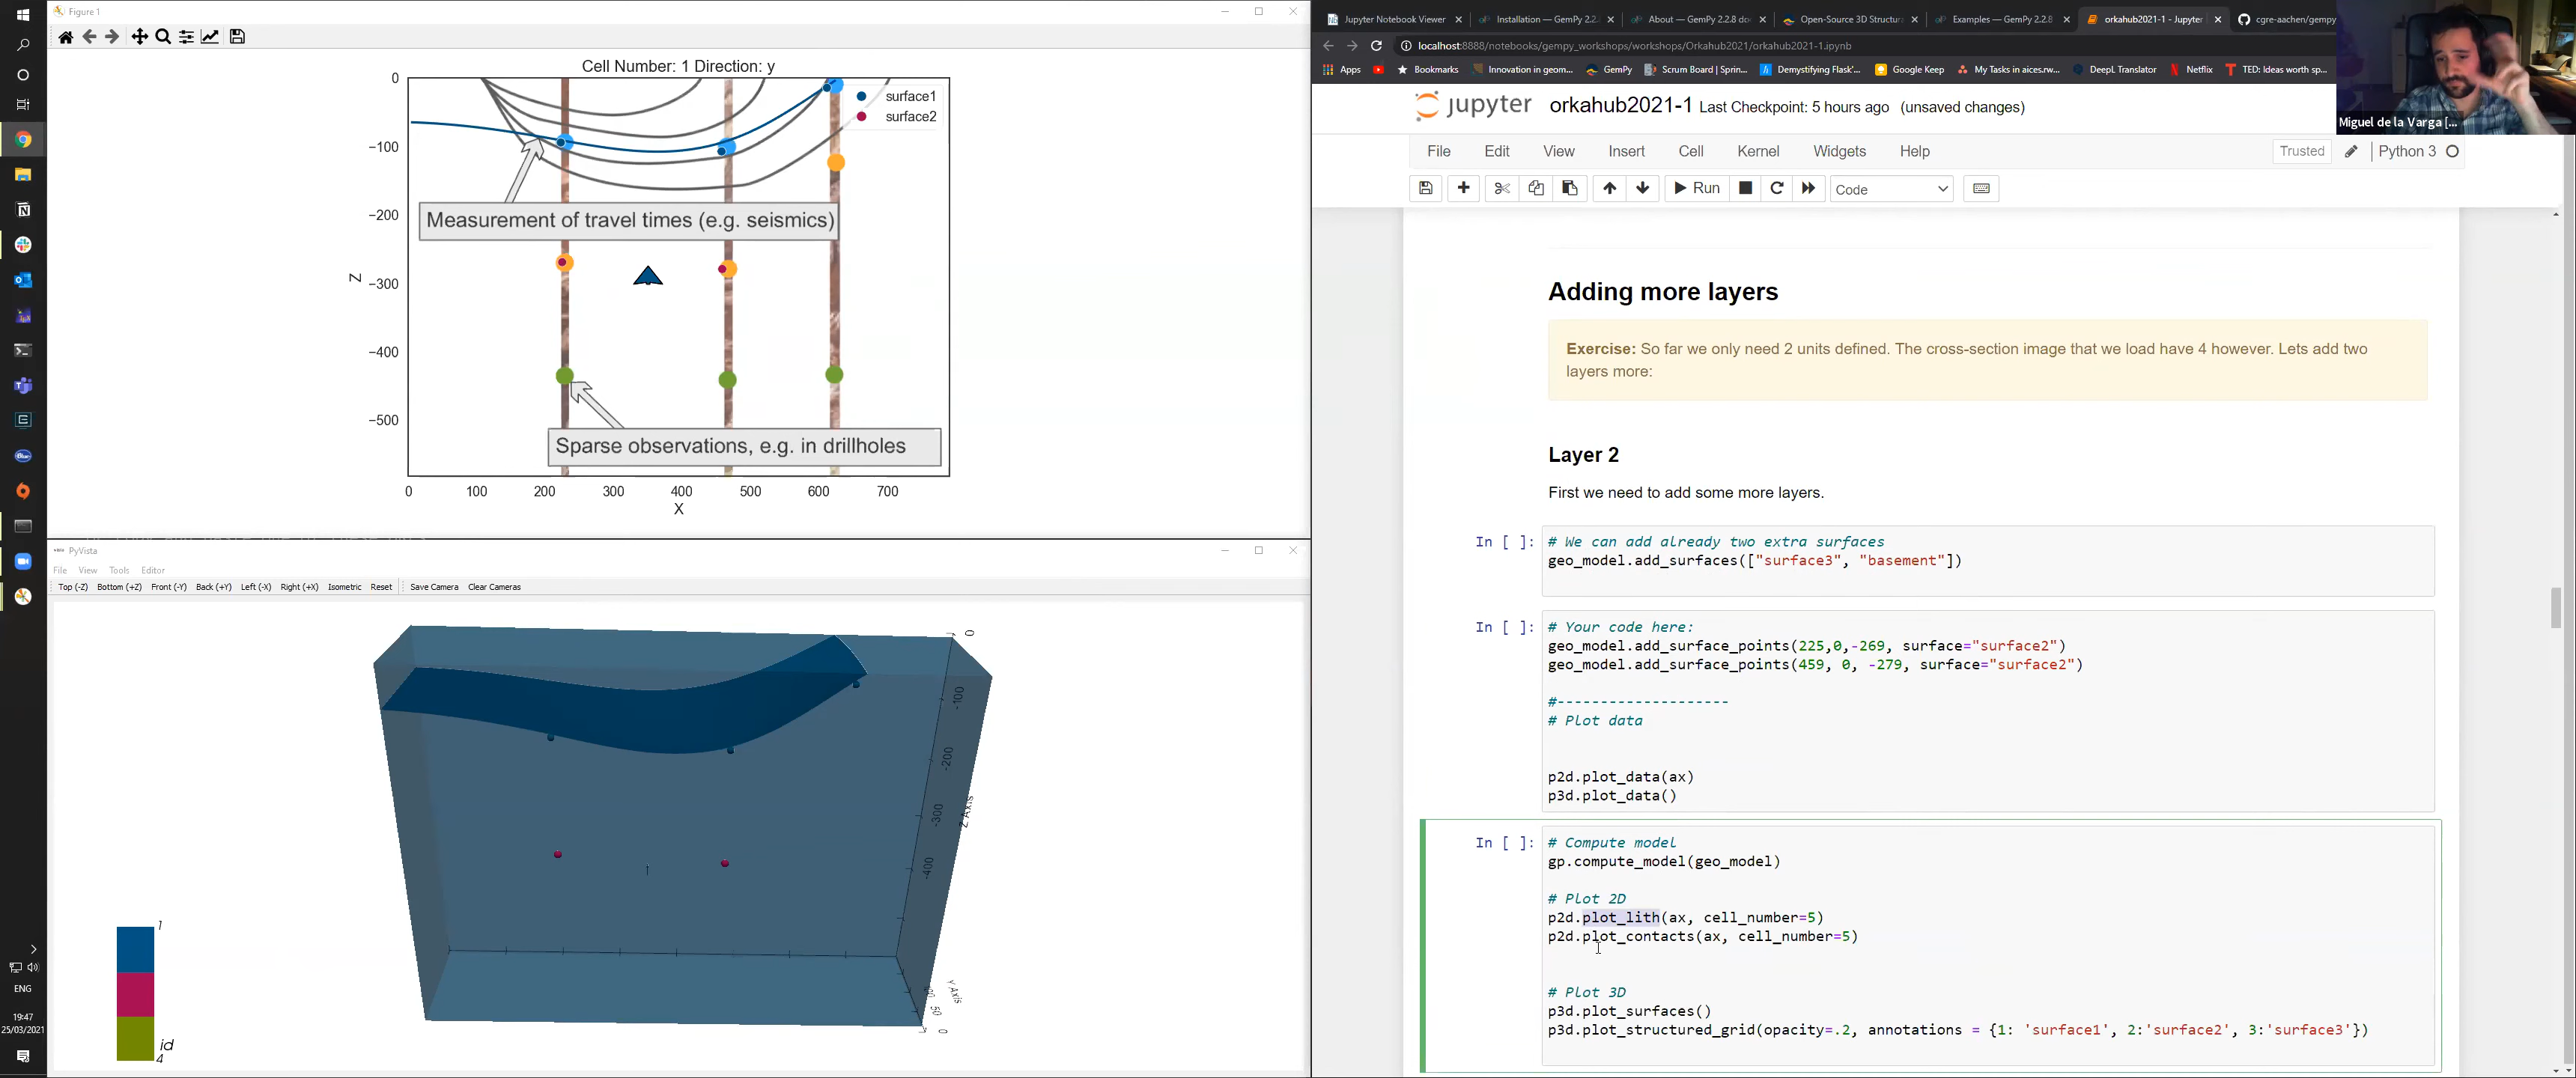 Figure 1
Cell Number: 1 Direction: y
surface1
surface2
0
−100
−200
−300
−400
−500
Z
Measurement of travel times (e.g. seismics)
Sparse observations, e.g. in drillholes
0 100 200 300 400 500 600 700
X
PyVista
File View Tools Editor
Top (-Z) Bottom (+Z) Front (-Y) Back (+Y) Left (-X) Right (+X) Isometric Reset Save Camera Clear Cameras
0
-100
-200
-300
-400
Z Axis
Y Axis
50
0
1
id
4
ENG
19:47
25/03/2021
Jupyter Notebook Viewer
Installation — GemPy 2.2
About — GemPy 2.2.8 do
Open-Source 3D Structur
Examples — GemPy 2.2.8
orkahub2021-1 - Jupyter
cgre-aachen/gempy
localhost:8888/notebooks/gempy_workshops/workshops/Orkahub2021/orkahub2021-1.ipynb
Apps
Bookmarks
Innovation in geom...
GemPy
Scrum Board | Sprin...
Demystifying Flask'...
Google Keep
My Tasks in aices.rw...
DeepL Translator
Netflix
TED: Ideas worth sp...
Miguel de la Varga [...
jupyter orkahub2021-1 Last Checkpoint: 5 hours ago (unsaved changes)
File Edit View Insert Cell Kernel Widgets Help
Trusted
Python 3
Run
Code
Adding more layers
Exercise: So far we only need 2 units defined. The cross-section image that we load have 4 however. Lets add two
layers more:
Layer 2
First we need to add some more layers.
In [ ]:
# We can add already two extra surfaces
geo_model.add_surfaces(["surface3", "basement"])
In [ ]:
# Your code here:
geo_model.add_surface_points(225,0,-269, surface="surface2")
geo_model.add_surface_points(459, 0, -279, surface="surface2")
#---------------------
# Plot data
p2d.plot_data(ax)
p3d.plot_data()
In [ ]:
# Compute model
gp.compute_model(geo_model)
# Plot 2D
p2d.plot_lith(ax, cell_number=5)
p2d.plot_contacts(ax, cell_number=5)
# Plot 3D
p3d.plot_surfaces()
p3d.plot_structured_grid(opacity=.2, annotations = {1: 'surface1', 2:'surface2', 3:'surface3'})